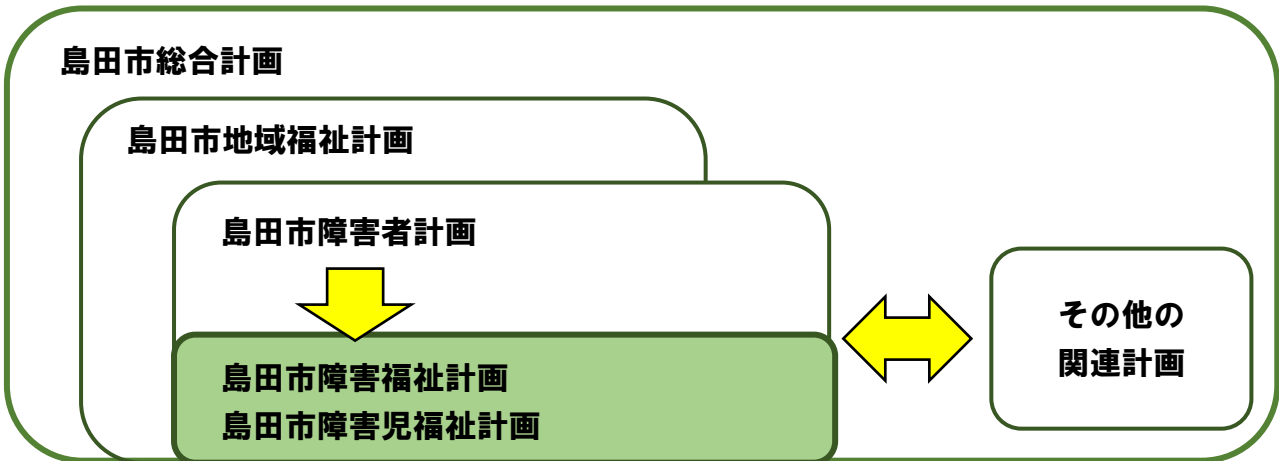 島田市総合計画
島田市地域福祉計画
島田市障害者計画
島田市障害福祉計画
島田市障害児福祉計画
その他の
関連計画